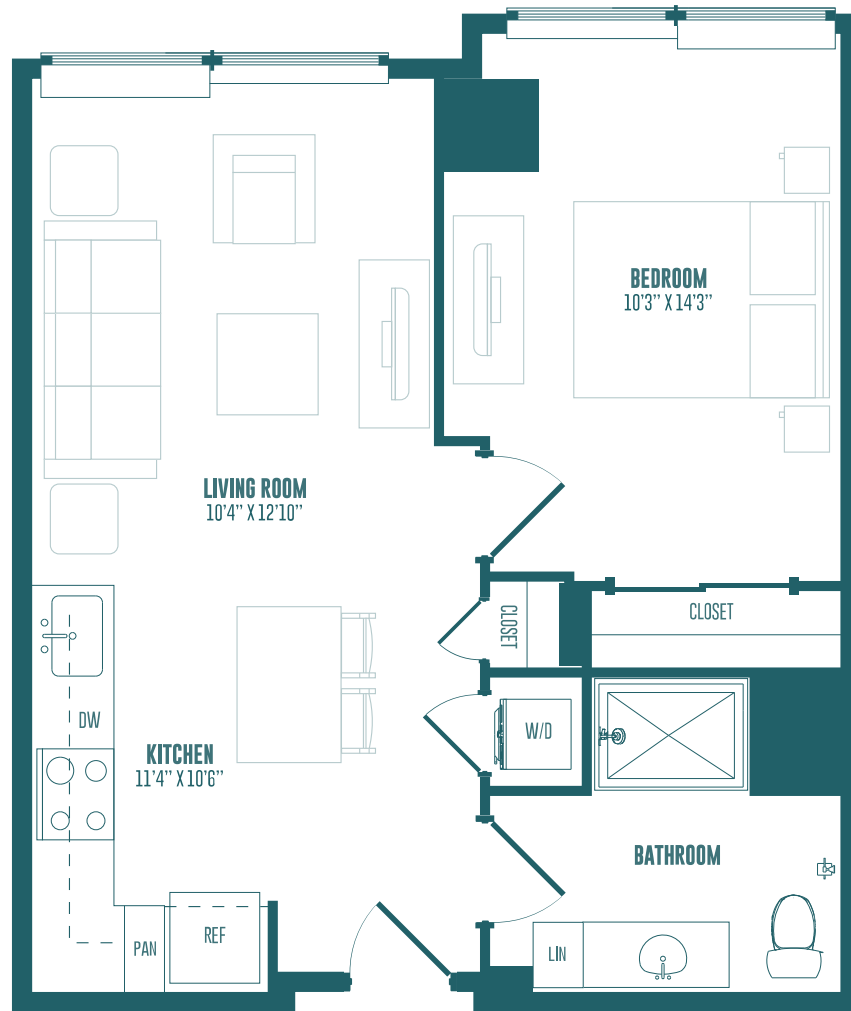 BEDROOM
10'3" X 14'3"
LIVING ROOM
10'4" X 12'10"
CLOSET
CLOSET
DW
W/D
KITCHEN
11'4" X 10'6"
BATHROOM
REF
PAN
LIN